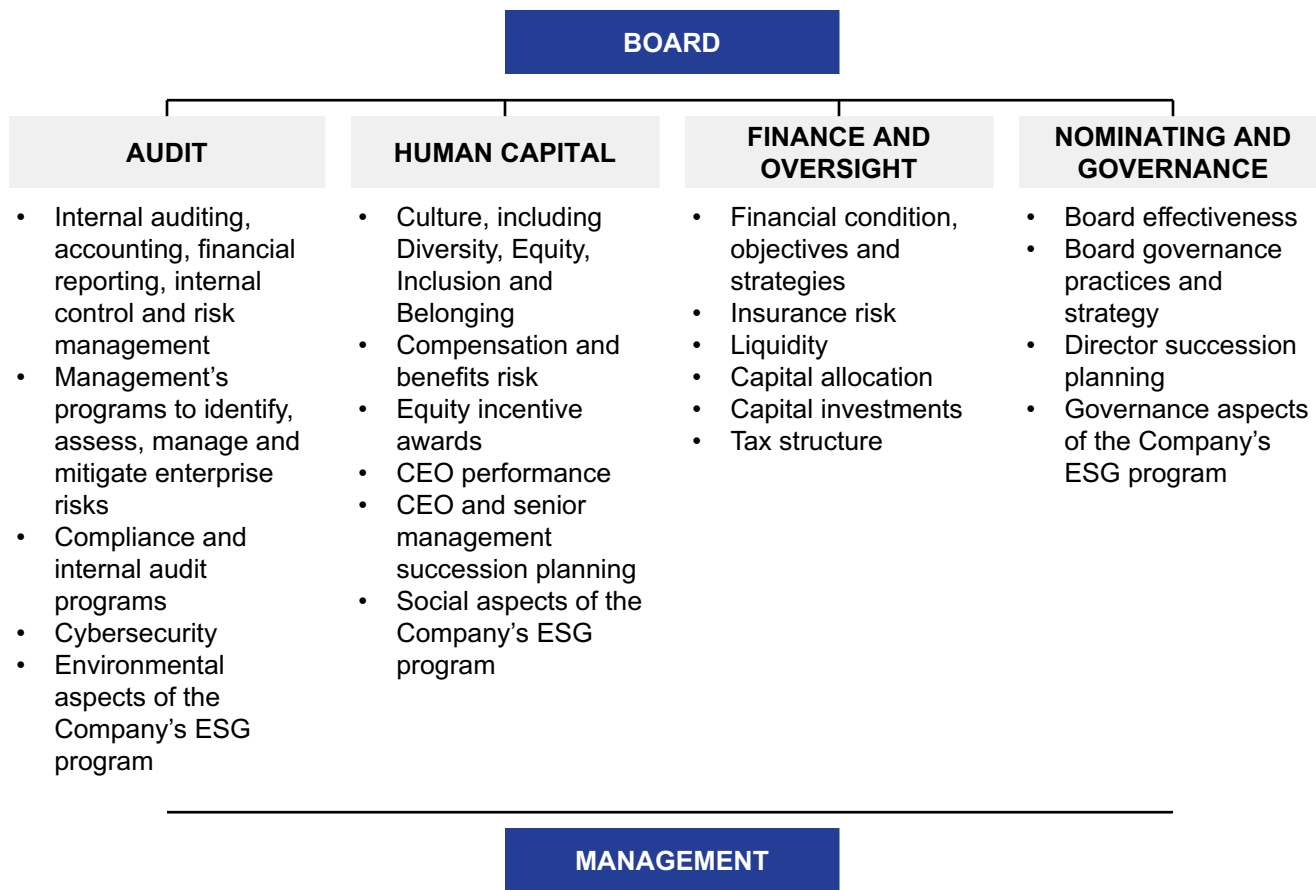 BOARD
AUDIT
• Internal auditing,
accounting, financial
reporting, internal
control and risk
management
• Management’s
programs to identify,
assess, manage and
mitigate enterprise
risks
• Compliance and
internal audit
programs
• Cybersecurity
• Environmental
aspects of the
Company’s ESG
program
HUMAN CAPITAL
• Culture, including
Diversity, Equity,
Inclusion and
Belonging
• Compensation and
benefits risk
• Equity incentive
awards
• CEO performance
• CEO and senior
management
succession planning
• Social aspects of the
Company’s ESG
program
FINANCE AND
OVERSIGHT
• Financial condition,
objectives and
strategies
• Insurance risk
• Liquidity
• Capital allocation
• Capital investments
• Tax structure
NOMINATING AND
GOVERNANCE
• Board effectiveness
• Board governance
practices and
strategy
• Director succession
planning
• Governance aspects
of the Company’s
ESG program
MANAGEMENT